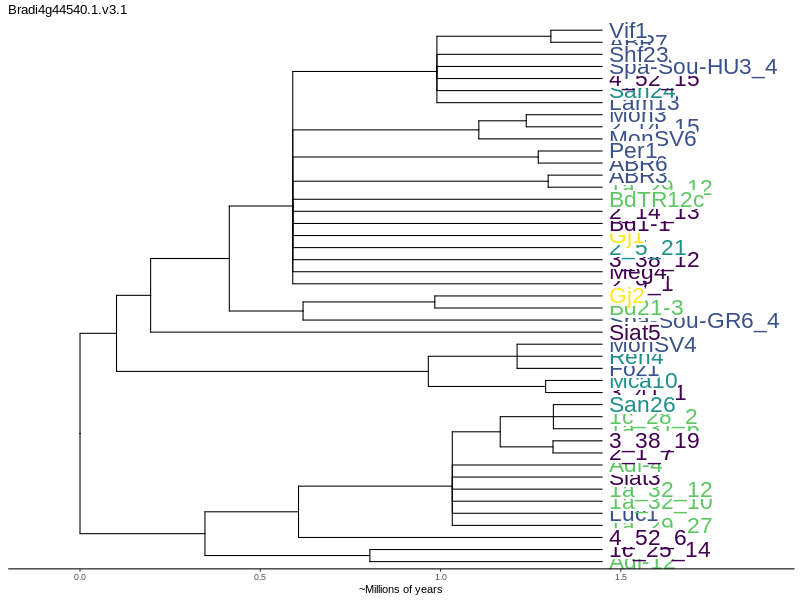 Bradi4g44540.1.v3.1
Vif1
ABR7
Shf23
Spa-Sou-HU3_4
4_52_15
San24
Lam13
Mon3
MonSV6
Per1
ABR6
ABR3
1a_29_12
BdTR12c
2_14_13
Bd1-1
Gj1
2_5_21
3_38_12
Meg4
Gj2
Bd21-3
Spa-Sou-GR6_4
Siat5
MonSV4
Ren4
Foz1
Mca10
San26
1c_28_2
3_38_19
2_1_7
Adi-4
Siat3
1a_32_12
1a_32_10
Luc1
1a_29_27
4_52_6
1c_25_14
Adi-12
0.0 0.5 1.0 1.5
~Millions of years